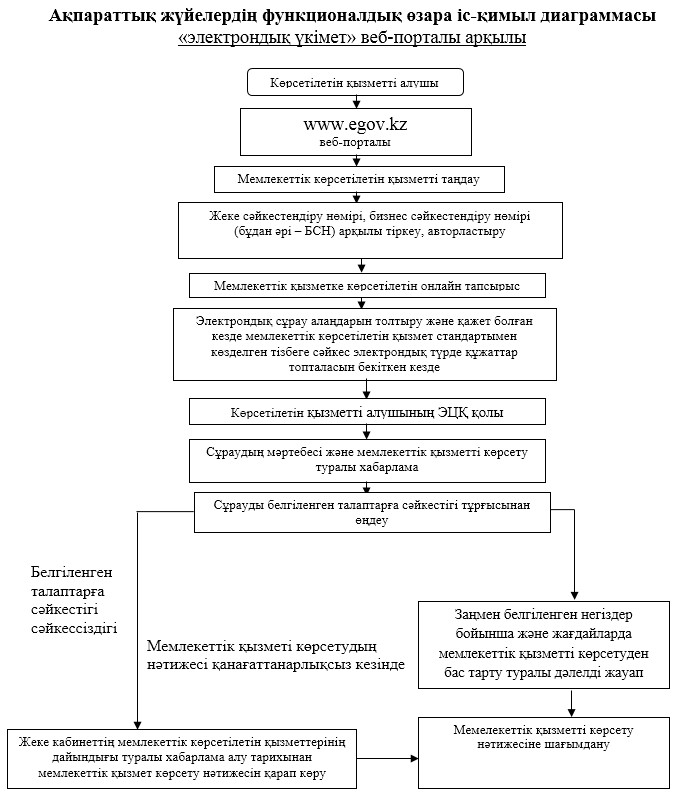 Ақпараттық жүйелердің функционалдық өзара іс-қимыл диаграммасы
«электрондық үкімет» веб-порталы арқылы
Көрсетілетін қызметті алушы
www.egov.kz
веб-порталы
Мемлекеттік көрсетілетін қызметті таңдау
Жеке сәйкестендіру нөмірі, бизнес сәйкестендіру нөмірі
(бұдан әрі – БСН) арқылы тіркеу, авторластыру
Мемлекеттік қызметке көрсетілетін онлайн тапсырыс
Электрондық сұрау алаңдарын толтыру және қажет болған
кезде мемлекеттік көрсетілетін қызмет стандартымен
көзделген тізбеге сәйкес электрондық түрде құжаттар
топталасын бекіткен кезде
Көрсетілетін қызметті алушының ЭЦҚ қолы
Сұраудың мәртебесі және мемлекеттік қызметті көрсету
туралы хабарлама
Сұрауды белгіленген талаптарға сәйкестігі тұрғысынан
өңдеу
Белгіленген
талаптарға
сәйкестігі
сәйкессіздігі
Мемлекеттік қызметі көрсетудың
нәтижесі қанағаттанарлықсыз кезінде
Заңмен белгіленген негіздер
бойынша және жағдайларда
мемлекеттік қызметті көрсетуден
бас тарту туралы дәлелді жауап
Жеке кабинеттің мемлекеттік көрсетілетін қызметтерінің
дайындығы туралы хабарлама алу тарихынан
мемлекеттік қызмет көрсету нәтижесін қарап көру
Мемелекеттік қызметті көрсету
нәтижесіне шағымдану